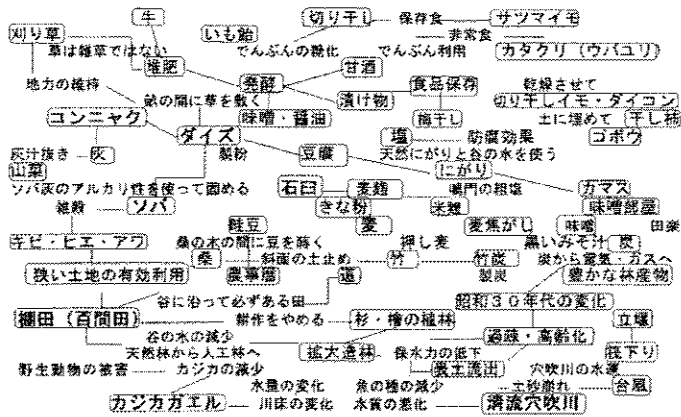 牛
切り干し 保存食 サツマイモ
刈り草 いも飴 非常食
草は雑草ではない でんぷんの糖化 でんぷん利用 カタクリ（ウバユリ）
堆肥 甘酒
地力の維持 発酵 食品保存 乾燥させて
畝の間に草を敷く 漬け物 切り干しイモ・ダイコン
コンニャク 味噌・醤油 梅干し 土に埋めて 干し柿
ダイズ 塩 防腐効果 ゴボウ
灰汁抜き 灰 製粉 豆腐 天然にがりと谷の水を使う
山草 にがり
ソバ灰のアルカリ性を使って固める 石臼 麦麹 鳴門の粗塩 カマス
雑穀 ソバ きな粉 米麹 味噌部屋
畦豆 麦 麦焦がし 味噌 田楽
キビ・ヒエ・アワ 桑の木の間に豆を蒔く 押し麦 黒いみそ汁 炭
桑 斜面の土止め 竹 竹炭 炭から電気・ガスへ
狭い土地の有効利用 農事暦 道 製炭 豊かな林産物
谷に沿って必ずある田 昭和３０年代の変化
棚田（百間田） 耕作をやめる 杉・檜の植林 立場
谷の水の減少 過疎・高齢化
天然林から人工林へ 拡大造林 保水力の低下 筏下り
野生動物の被害 カジカの減少 表土流出 穴吹川の水運
水量の変化 魚の種の減少 土砂崩れ 台風
カジカガエル 川床の変化 水質の悪化 清流穴吹川